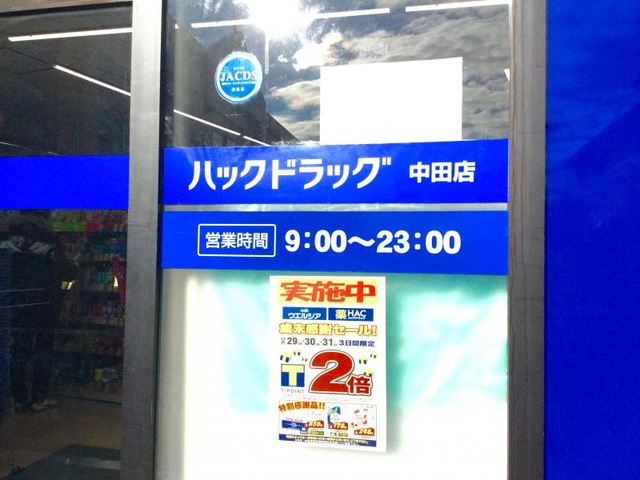 JACDS
ハックドラッグ 中田店
営業時間 9:00～23:00
実施中
ウエルシア 薬HAC
歳末感謝セール!
29 30 31 3日間限定
T 2倍
T-POINT
特別感謝品!!